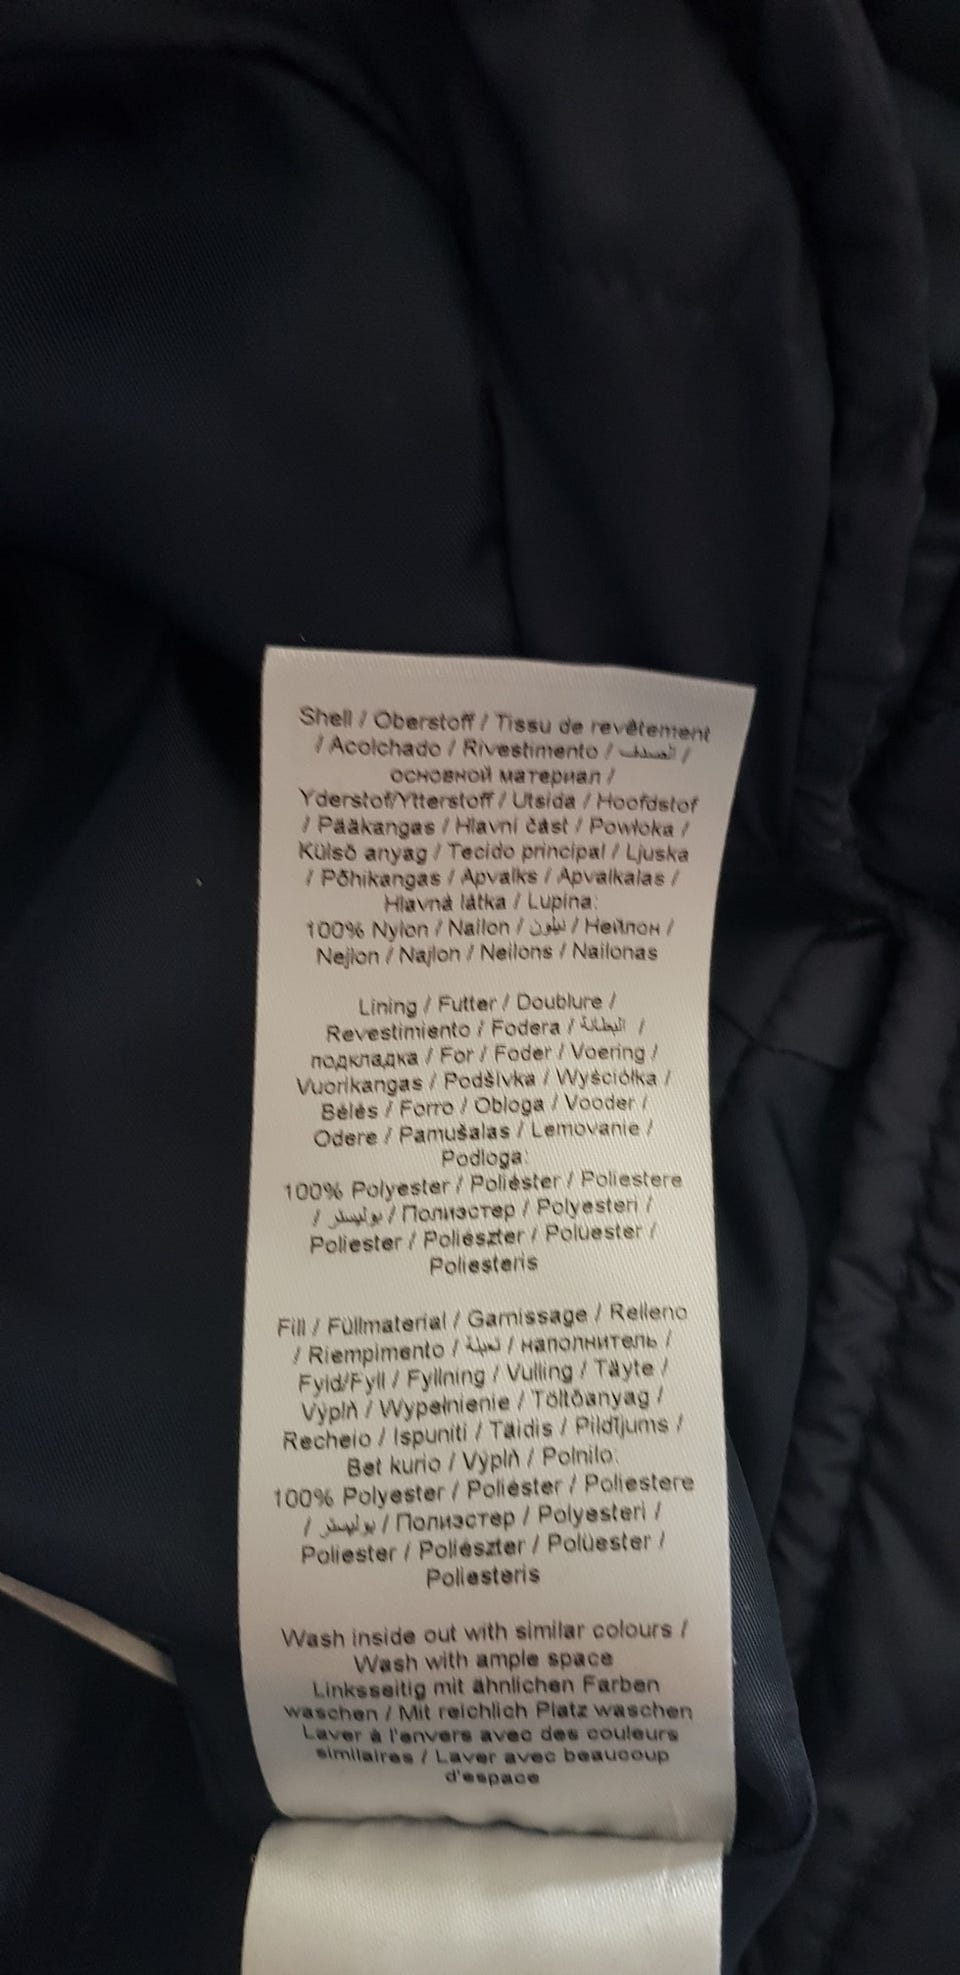 Shell / Oberstoff / Tissu de revêtement
/ Acolchado / Rivestimento / الصدف /
основной материал /
Yderstof/Ytterstoff / Utsida / Hoofdstof
/ Pääkangas / Hlavní část / Powłoka /
Külső anyag / Tecido principal / Ljuska
/ Põhikangas / Apvalks / Apvalkalas /
Hlavná látka / Lupina:
100% Nylon / Nailon / نيلون / Нейлон /
Nejlon / Najlon / Neilons / Nailonas
Lining / Futter / Doublure /
Revestimiento / Fodera / البطانة /
подкладка / For / Foder / Voering /
Vuorikangas / Podšívka / Wyściółka /
Bélés / Forro / Obloga / Vooder /
Odere / Pamušalas / Lemovanie /
Podloga:
100% Polyester / Poliéster / Poliestere
/ بوليستر / Полиэстер / Polyesteri /
Poliester / Poliészter / Polüester /
Poliesteris
Fill / Füllmaterial / Garnissage / Relleno
/ Riempimento / تعبئة / наполнитель /
Fyld/Fyll / Fyllning / Vulling / Täyte /
Výplň / Wypełnienie / Töltőanyag /
Recheio / Ispuniti / Täidis / Pildījums /
Bet kurio / Výplň / Polnilo:
100% Polyester / Poliéster / Poliestere
/ بوليستر / Полиэстер / Polyesteri /
Poliester / Poliészter / Polüester /
Poliesteris
Wash inside out with similar colours /
Wash with ample space
Linksseitig mit ähnlichen Farben
waschen / Mit reichlich Platz waschen
Laver à l'envers avec des couleurs
similaires / Laver avec beaucoup
d'espace